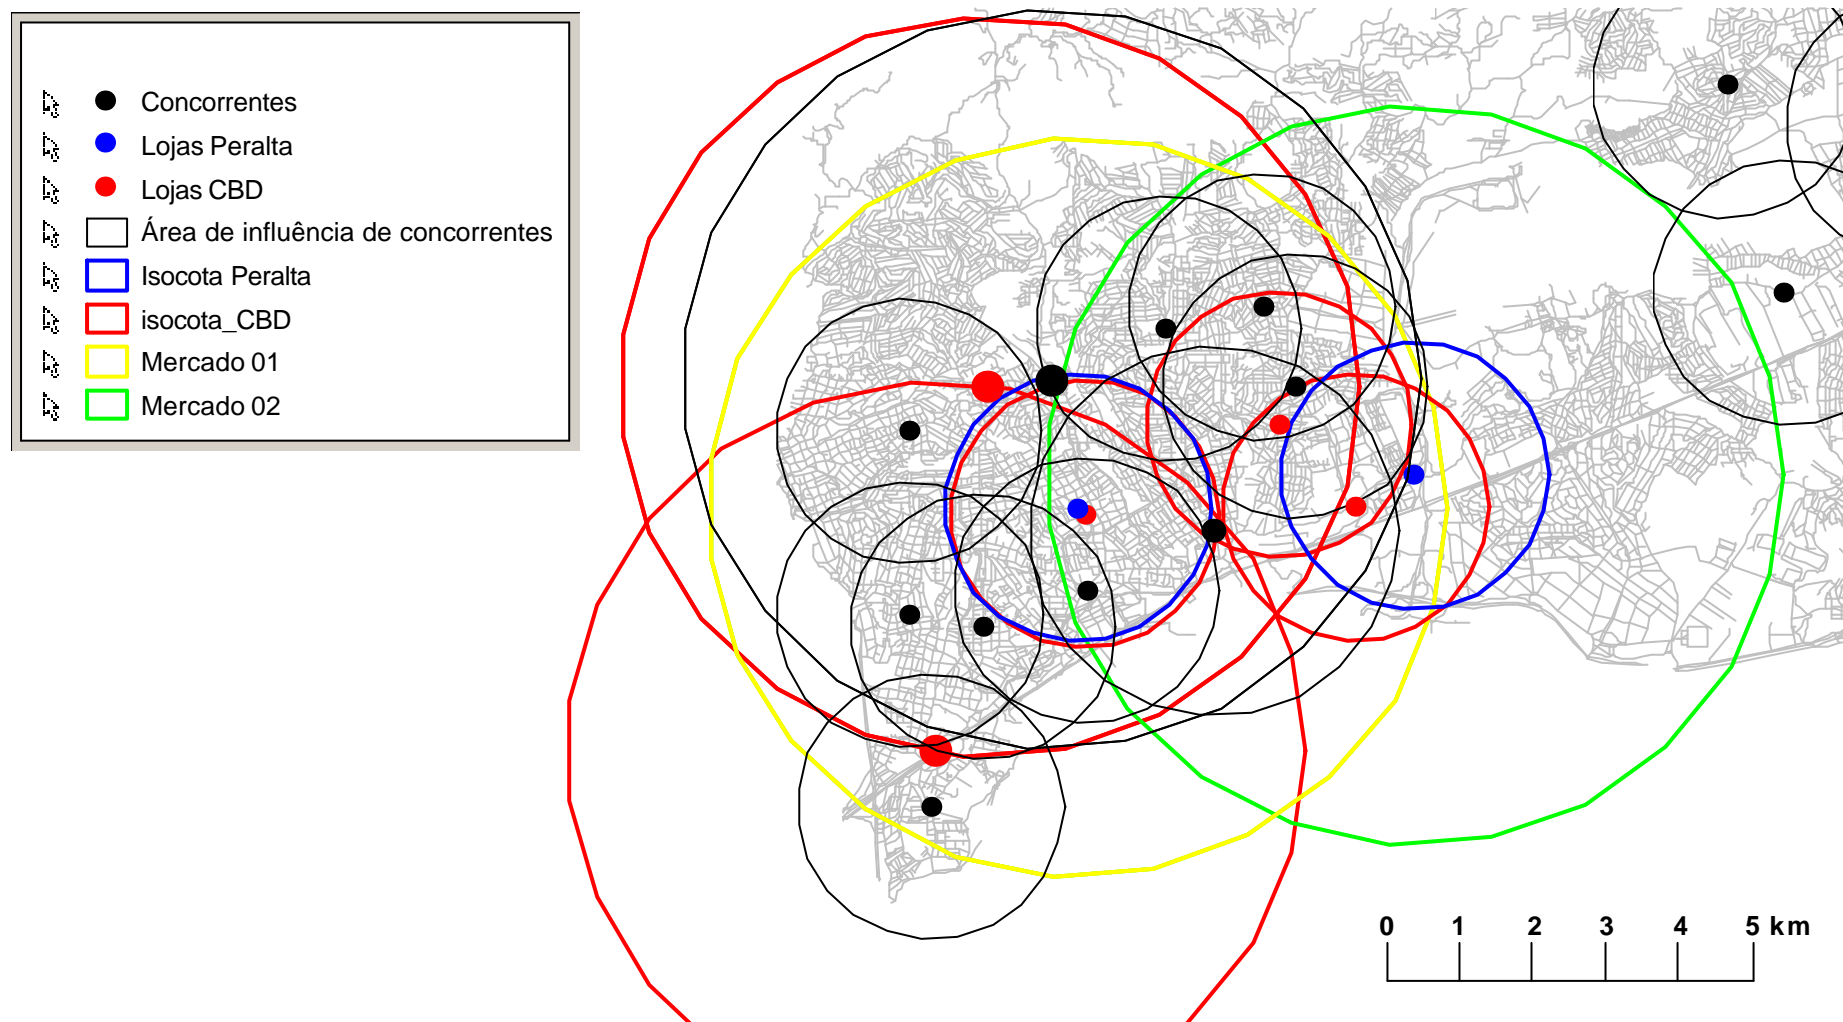 Concorrentes
Lojas Peralta
Lojas CBD
Área de influência de concorrentes
Isocota Peralta
isocota_CBD
Mercado 01
Mercado 02
0 1 2 3 4 5 km